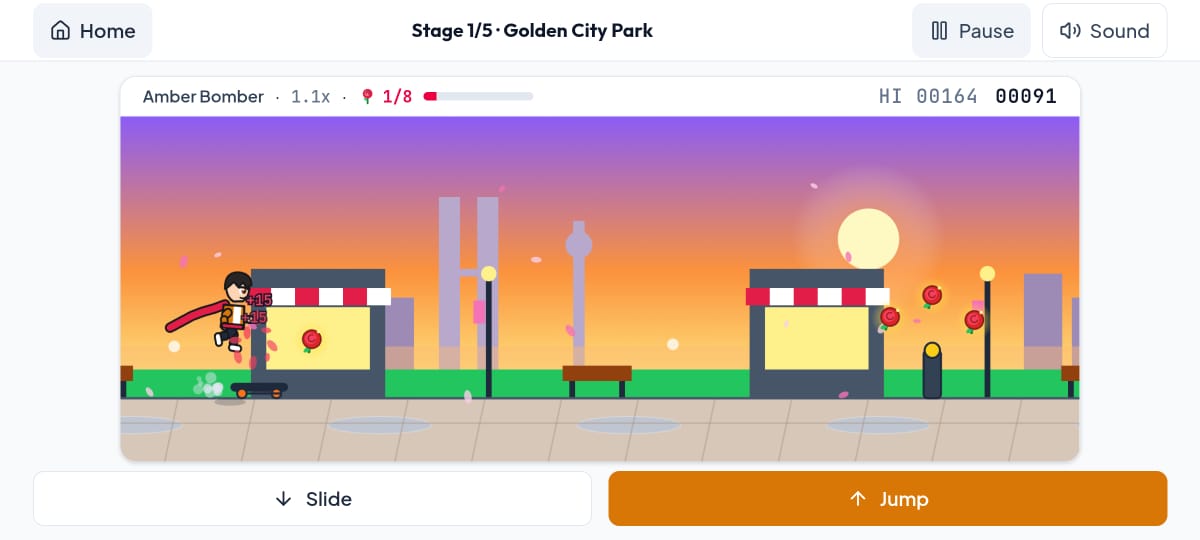 Home
Stage 1/5 · Golden City Park
Pause
Sound
Amber Bomber · 1.1x · 1/8
HI 00164 00091
+15
+15
↓ Slide
↑ Jump